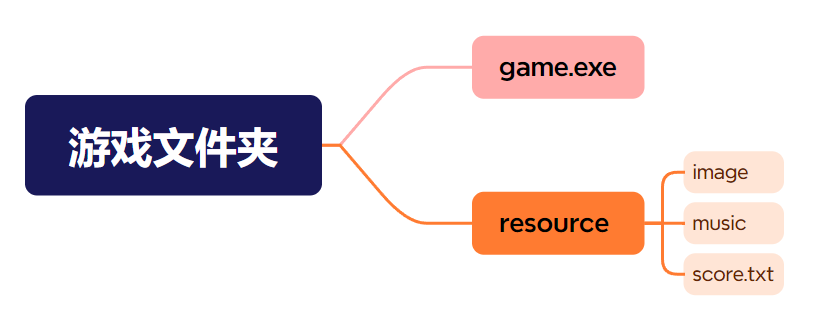 游戏文件夹
game.exe
resource
image
music
score.txt